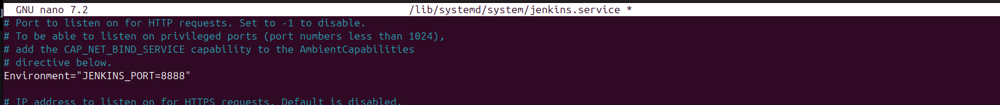 GNU nano 7.2 /lib/systemd/system/jenkins.service *
# Port to listen on for HTTP requests. Set to -1 to disable.
# To be able to listen on privileged ports (port numbers less than 1024),
# add the CAP_NET_BIND_SERVICE capability to the AmbientCapabilities
# directive below.
Environment="JENKINS_PORT=8888"
# IP address to listen on for HTTPS requests. Default is disabled.